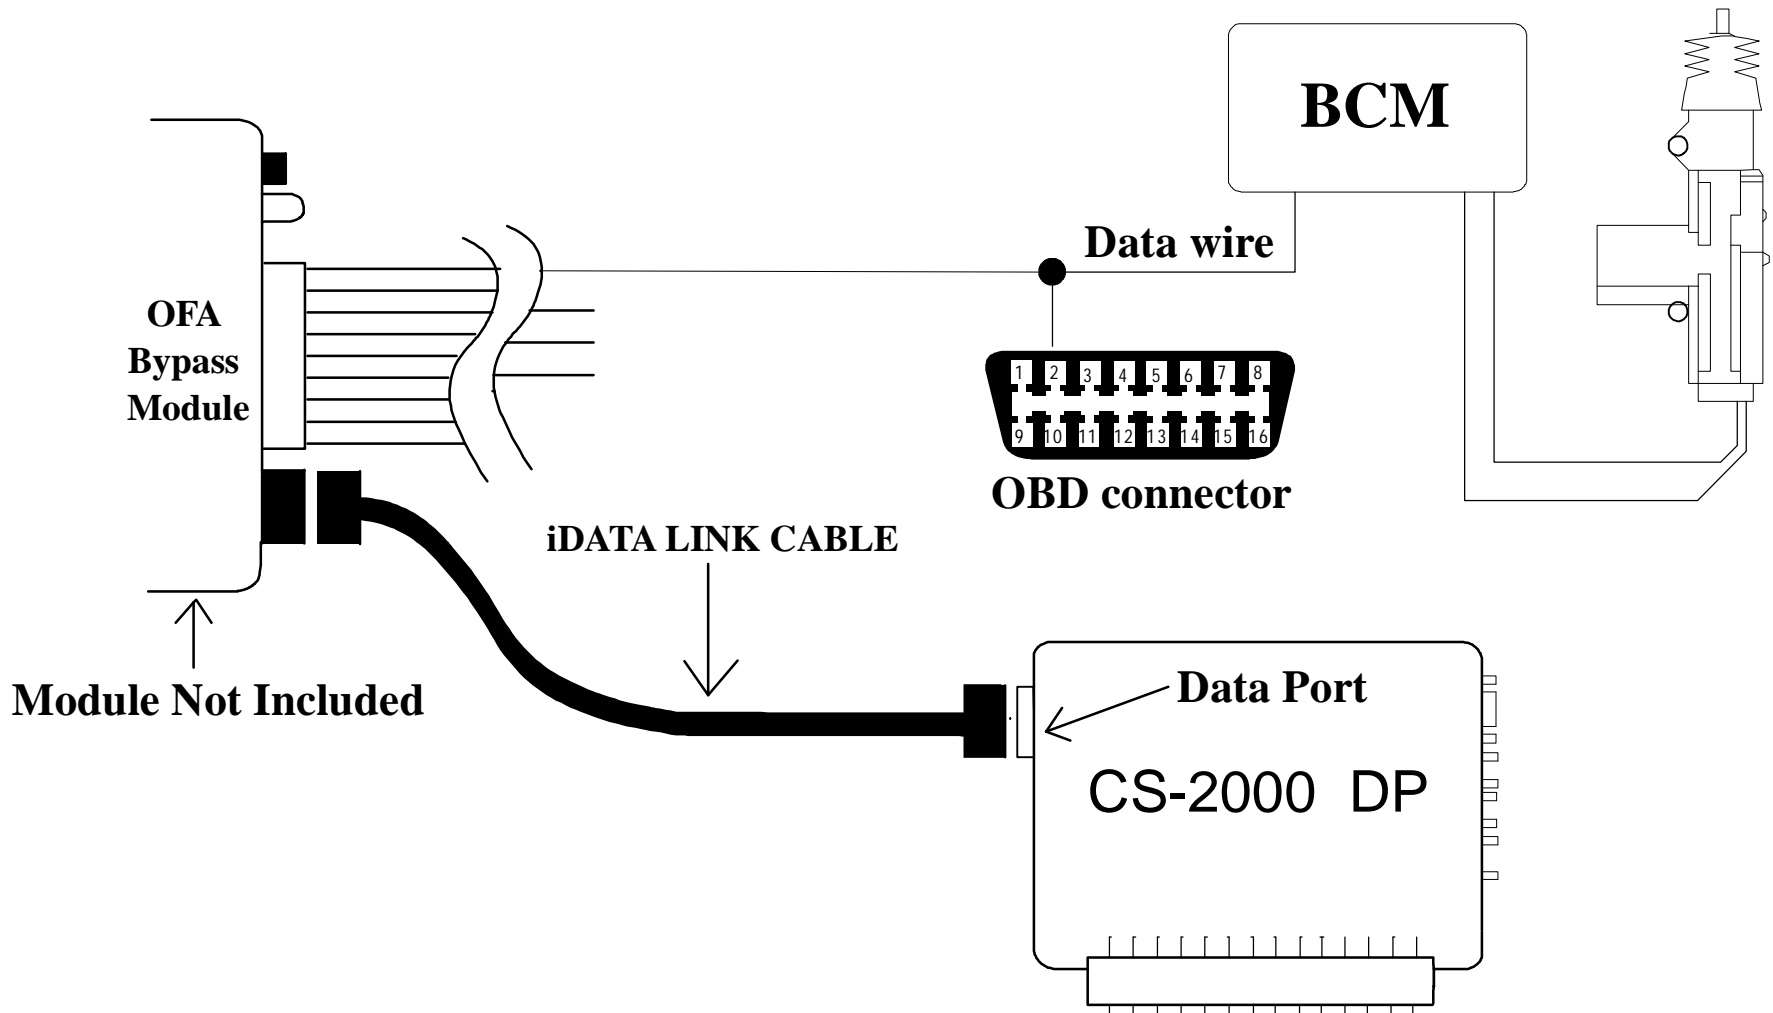 BCM
Data wire
OFA
Bypass
Module
1 2 3 4 5 6 7 8
9 10 11 12 13 14 15 16
OBD connector
iDATA LINK CABLE
Module Not Included
Data Port
CS-2000 DP